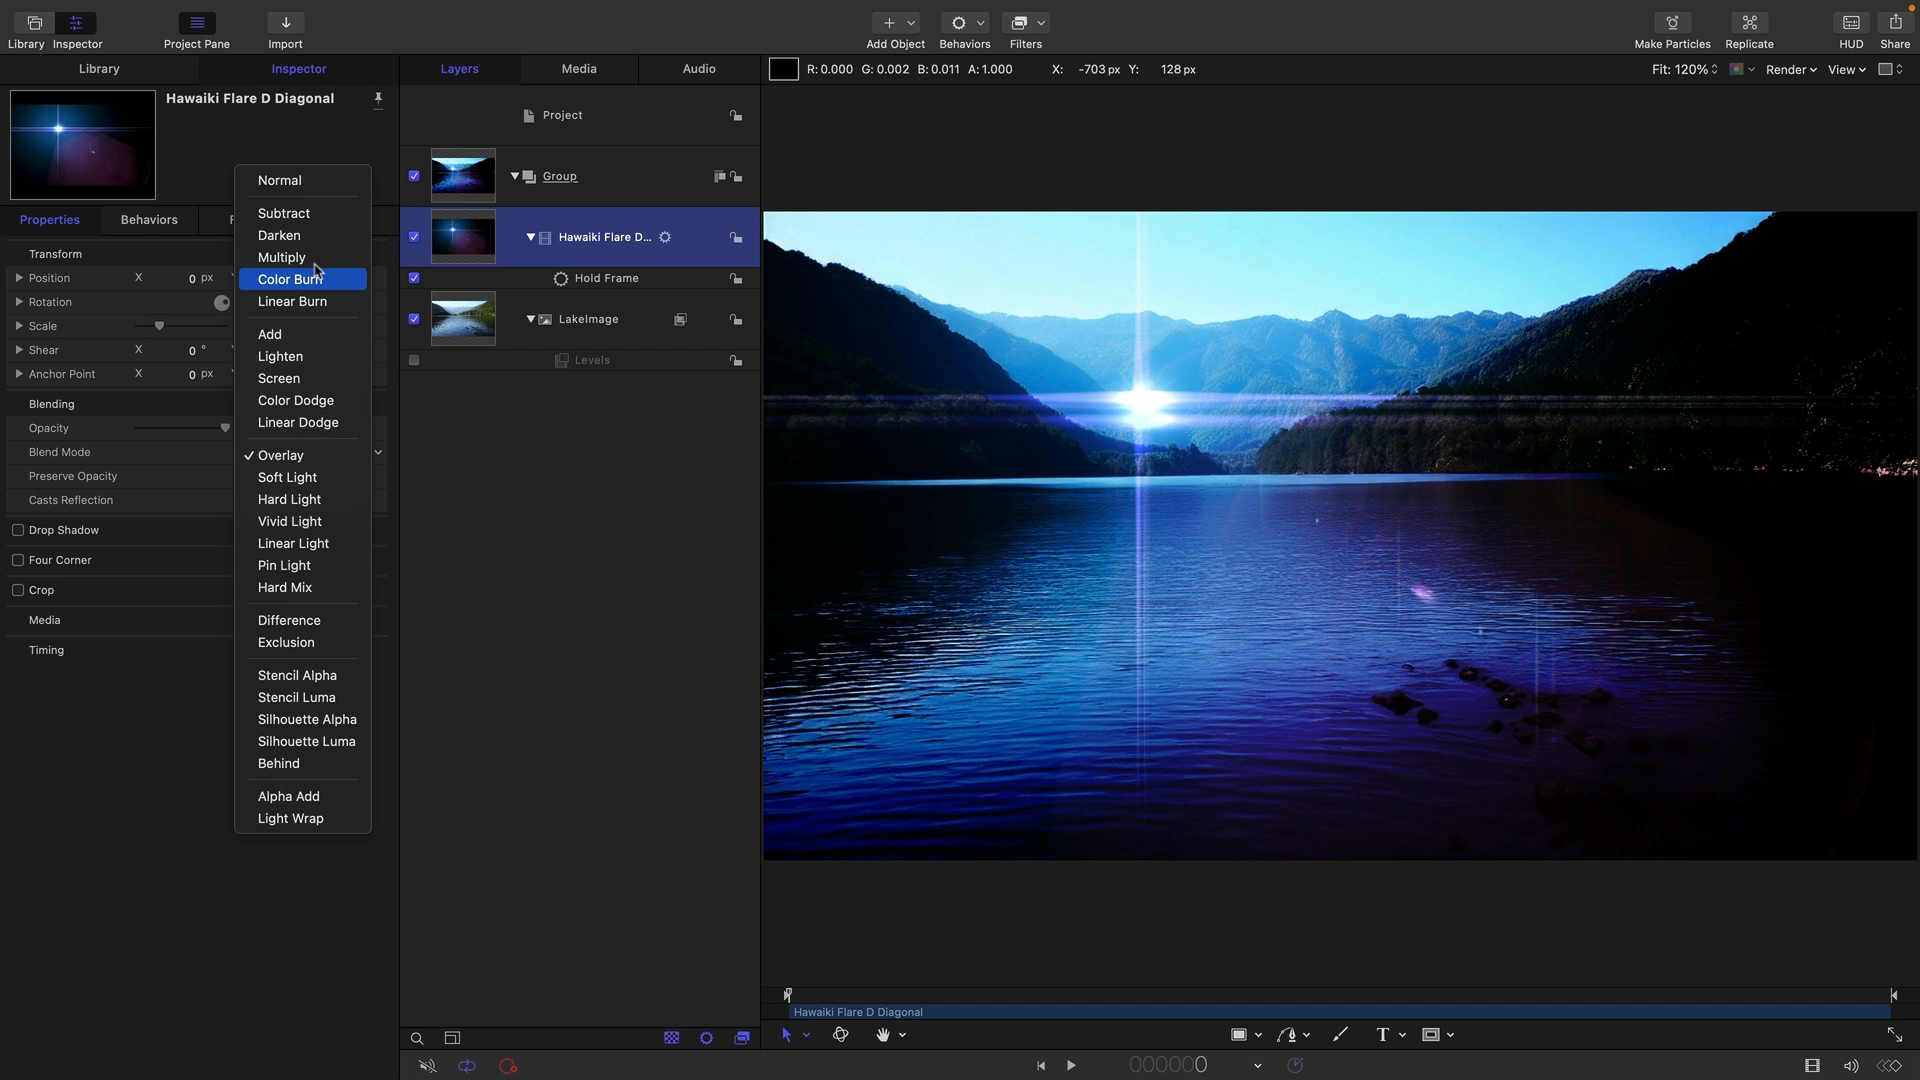 Library Inspector Project Pane Import Add Object Behaviors Filters Make Particles Replicate HUD Share
Library Inspector Layers Media Audio R:0.000 G:0.002 B:0.011 A:1.000 X: -703 px Y: 128 px Fit: 120% Render View
Hawaiki Flare D Diagonal
Properties Behaviors F
Transform
Position X 0 px
Rotation
Scale
Shear X 0 °
Anchor Point X 0 px
Blending
Opacity
Blend Mode
Preserve Opacity
Casts Reflection
Drop Shadow
Four Corner
Crop
Media
Timing
Normal
Subtract
Darken
Multiply
Color Burn
Linear Burn
Add
Lighten
Screen
Color Dodge
Linear Dodge
✓ Overlay
Soft Light
Hard Light
Vivid Light
Linear Light
Pin Light
Hard Mix
Difference
Exclusion
Stencil Alpha
Stencil Luma
Silhouette Alpha
Silhouette Luma
Behind
Alpha Add
Light Wrap
Project
Group
Hawaiki Flare D...
Hold Frame
LakeImage
Levels
Hawaiki Flare D Diagonal
T
0000000